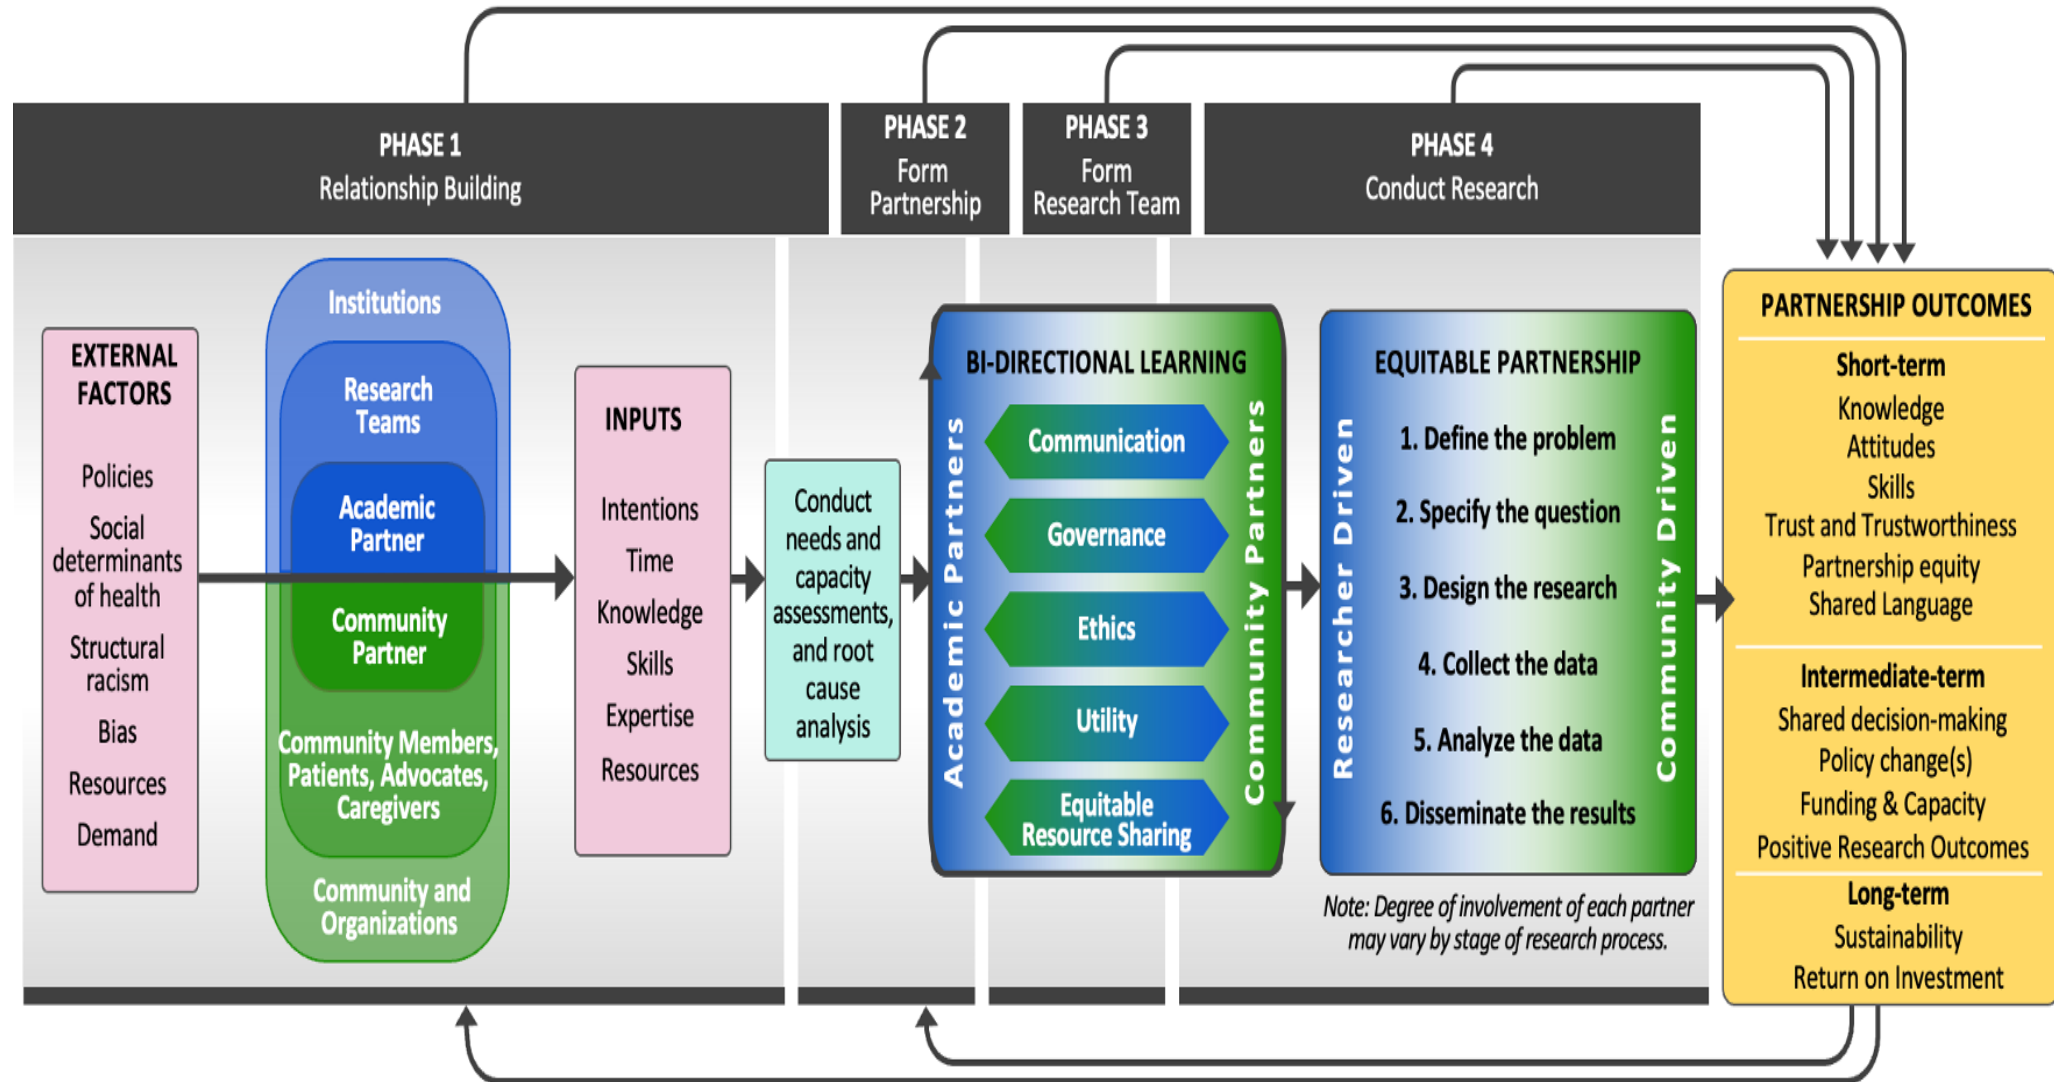 PHASE 1
Relationship Building
PHASE 2
Form
Partnership
PHASE 3
Form
Research Team
PHASE 4
Conduct Research
EXTERNAL
FACTORS
Policies
Social
determinants
of health
Structural
racism
Bias
Resources
Demand
Institutions
Research
Teams
Academic
Partner
Community
Partner
Community Members,
Patients, Advocates,
Caregivers
Community and
Organizations
INPUTS
Intentions
Time
Knowledge
Skills
Expertise
Resources
Conduct
needs and
capacity
assessments,
and root
cause
analysis
Academic Partners
BI-DIRECTIONAL LEARNING
Communication
Governance
Ethics
Utility
Equitable
Resource Sharing
Community Partners
Researcher Driven
EQUITABLE PARTNERSHIP
1. Define the problem
2. Specify the question
3. Design the research
4. Collect the data
5. Analyze the data
6. Disseminate the results
Community Driven
Note: Degree of involvement of each partner
may vary by stage of research process.
PARTNERSHIP OUTCOMES
Short-term
Knowledge
Attitudes
Skills
Trust and Trustworthiness
Partnership equity
Shared Language
Intermediate-term
Shared decision-making
Policy change(s)
Funding & Capacity
Positive Research Outcomes
Long-term
Sustainability
Return on Investment